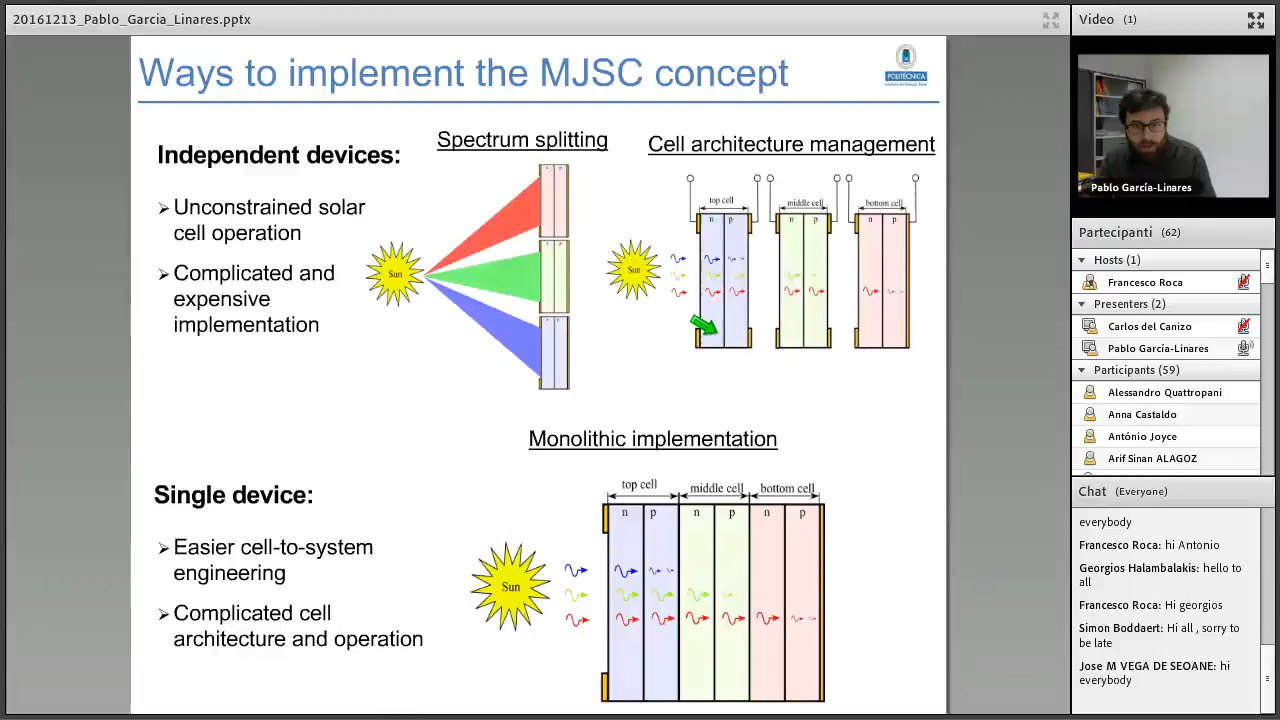 20161213_Pablo_Garcia_Linares.pptx
Ways to implement the MJSC concept
POLITÉCNICA
Independent devices:
Unconstrained solar
cell operation
Complicated and
expensive
implementation
Spectrum splitting
Sun
Cell architecture management
Sun
top cell
n p
middle cell
n p
bottom cell
n p
Monolithic implementation
Single device:
Easier cell-to-system
engineering
Complicated cell
architecture and operation
Sun
top cell
middle cell
bottom cell
n p n p n p
Video (1)
Pablo García-Linares
Partecipanti (62)
Hosts (1)
Francesco Roca
Presenters (2)
Carlos del Canizo
Pablo García-Linares
Participants (59)
Alessandro Quattropani
Anna Castaldo
António Joyce
Arif Sinan ALAGOZ
Chat (Everyone)
everybody
Francesco Roca: hi Antonio
Georgios Halambalakis: hello to
all
Francesco Roca: Hi georgios
Simon Boddaert: Hi all , sorry to
be late
Jose M VEGA DE SEOANE: hi
everybody